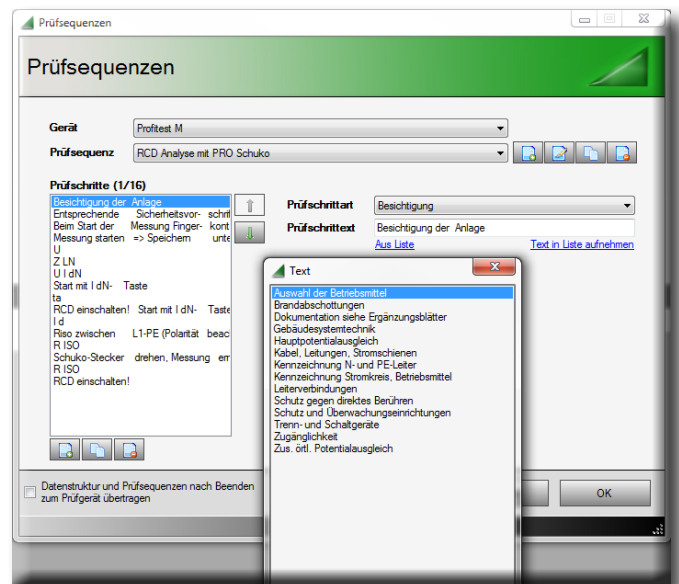 Prüfsequenzen
Prüfsequenzen
Gerät
Profitest M
Prüfsequenz
RCD Analyse mit PRO Schuko
Prüfschritte (1/16)
Besichtigung der Anlage
Entsprechende Sicherheitsvor- schrif
Beim Start der Messung Finger- kont
Messung starten => Speichern unte
U
Z LN
U I dN
Start mit I dN- Taste
ta
RCD einschalten! Start mit I dN- Taste
I d
Riso zwischen L1-PE (Polarität beac
R ISO
Schuko-Stecker drehen, Messung ern
R ISO
RCD einschalten!
Prüfschrittart
Besichtigung
Prüfschritttext
Besichtigung der Anlage
Aus Liste
Text in Liste aufnehmen
Text
Auswahl der Betriebsmittel
Brandabschottungen
Dokumentation siehe Ergänzungsblätter
Gebäudesystemtechnik
Hauptpotentialausgleich
Kabel, Leitungen, Stromschienen
Kennzeichnung N- und PE-Leiter
Kennzeichnung Stromkreis, Betriebsmittel
Leiterverbindungen
Schutz gegen direktes Berühren
Schutz und Überwachungseinrichtungen
Trenn- und Schaltgeräte
Zugänglichkeit
Zus. örtl. Potentialausgleich
Datenstruktur und Prüfsequenzen nach Beenden
zum Prüfgerät übertragen
OK